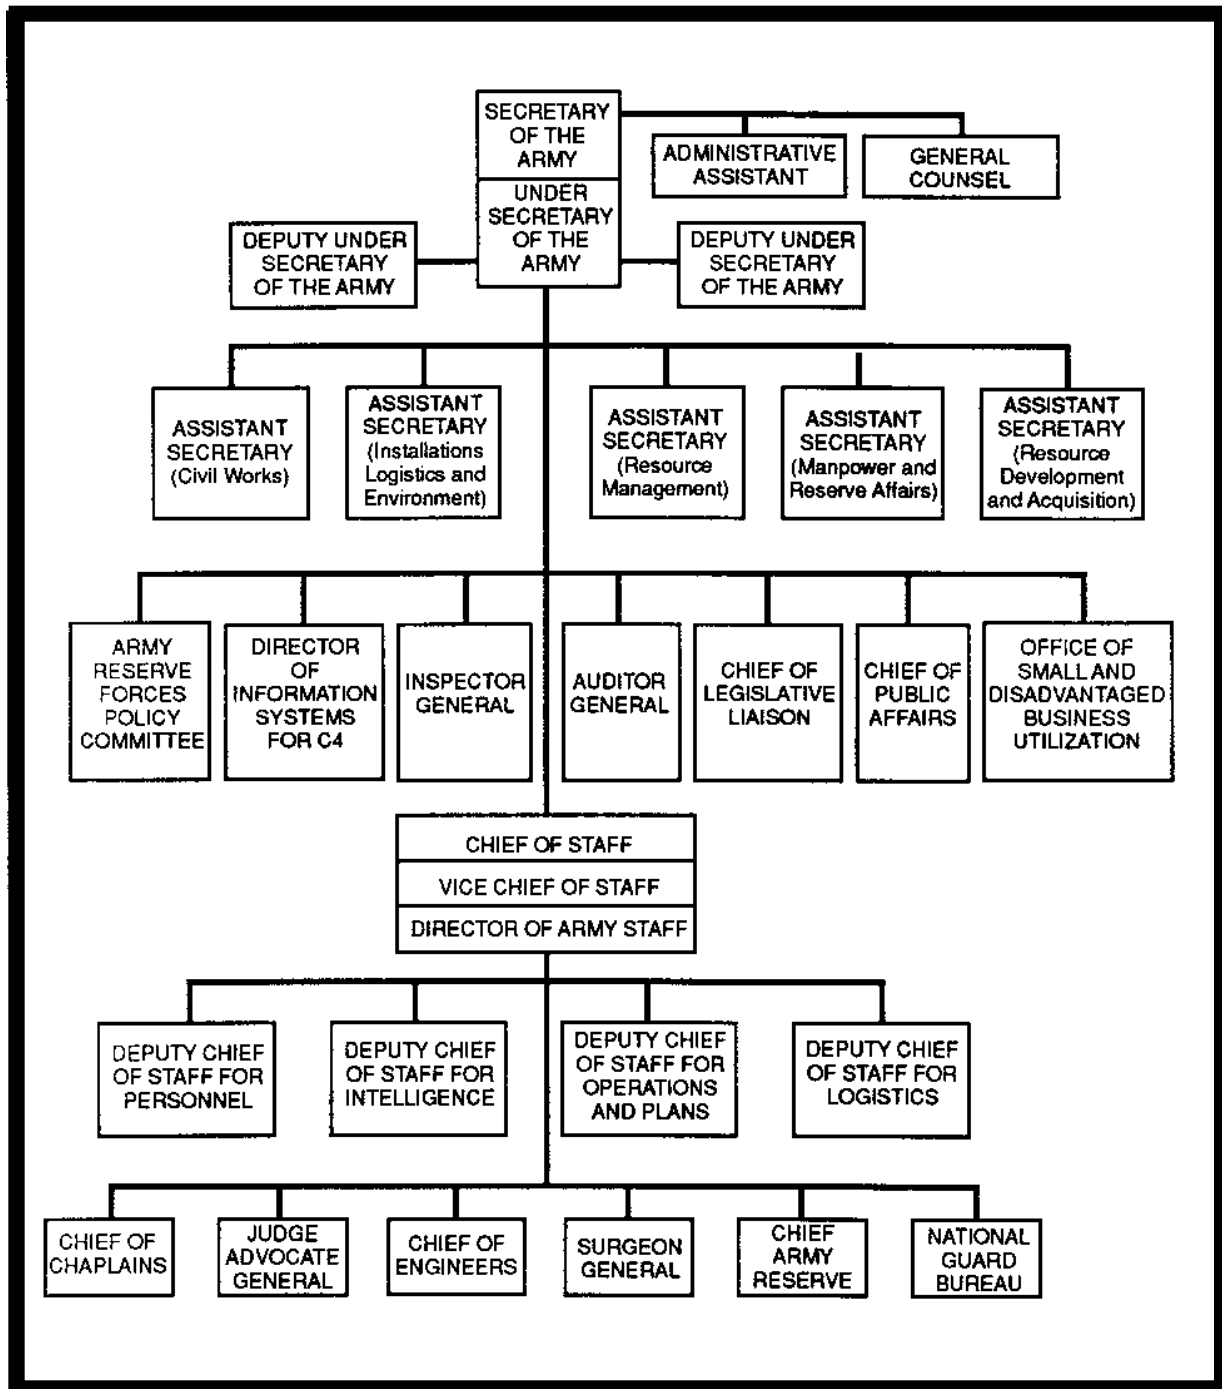 SECRETARY
OF THE
ARMY
ADMINISTRATIVE
ASSISTANT
GENERAL
COUNSEL
UNDER
SECRETARY
OF THE
ARMY
DEPUTY UNDER
SECRETARY
OF THE ARMY
DEPUTY UNDER
SECRETARY
OF THE ARMY
ASSISTANT
SECRETARY
(Civil Works)
ASSISTANT
SECRETARY
(Installations
Logistics and
Environment)
ASSISTANT
SECRETARY
(Resource
Management)
ASSISTANT
SECRETARY
(Manpower and
Reserve Affairs)
ASSISTANT
SECRETARY
(Resource
Development
and Acquisition)
ARMY
RESERVE
FORCES
POLICY
COMMITTEE
DIRECTOR
OF
INFORMATION
SYSTEMS
FOR C4
INSPECTOR
GENERAL
AUDITOR
GENERAL
CHIEF OF
LEGISLATIVE
LIAISON
CHIEF OF
PUBLIC
AFFAIRS
OFFICE OF
SMALL AND
DISADVANTAGED
BUSINESS
UTILIZATION
CHIEF OF STAFF
VICE CHIEF OF STAFF
DIRECTOR OF ARMY STAFF
DEPUTY CHIEF
OF STAFF FOR
PERSONNEL
DEPUTY CHIEF
OF STAFF FOR
INTELLIGENCE
DEPUTY CHIEF
OF STAFF FOR
OPERATIONS
AND PLANS
DEPUTY CHIEF
OF STAFF FOR
LOGISTICS
CHIEF OF
CHAPLAINS
JUDGE
ADVOCATE
GENERAL
CHIEF OF
ENGINEERS
SURGEON
GENERAL
CHIEF
ARMY
RESERVE
NATIONAL
GUARD
BUREAU